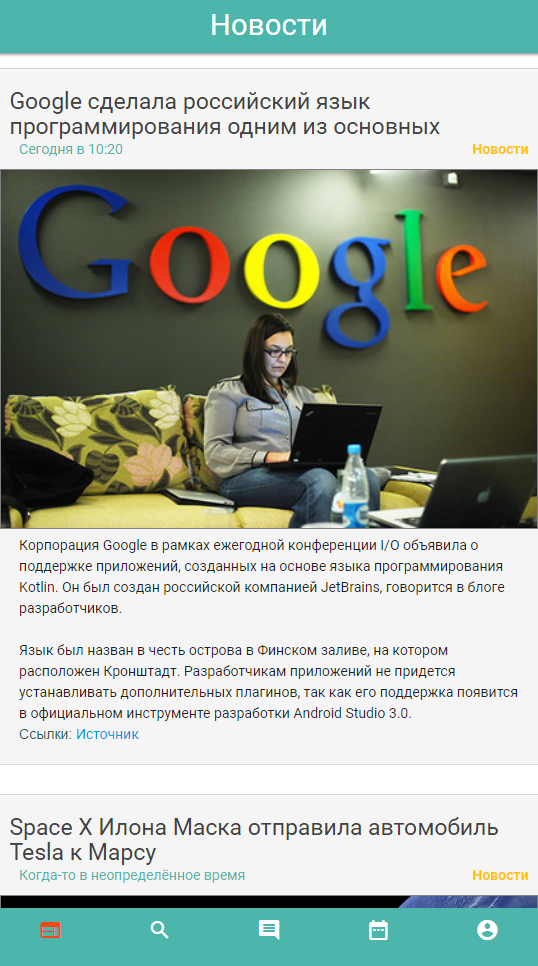 Новости
Google сделала российский язык
программирования одним из основных
Сегодня в 10:20 Новости
Google
Корпорация Google в рамках ежегодной конференции I/O объявила о
поддержке приложений, созданных на основе языка программирования
Kotlin. Он был создан российской компанией JetBrains, говорится в блоге
разработчиков.
Язык был назван в честь острова в Финском заливе, на котором
расположен Кронштадт. Разработчикам приложений не придется
устанавливать дополнительных плагинов, так как его поддержка появится
в официальном инструменте разработки Android Studio 3.0.
Ссылки: Источник
Space X Илона Маска отправила автомобиль
Tesla к Марсу
Когда-то в неопределённое время Новости